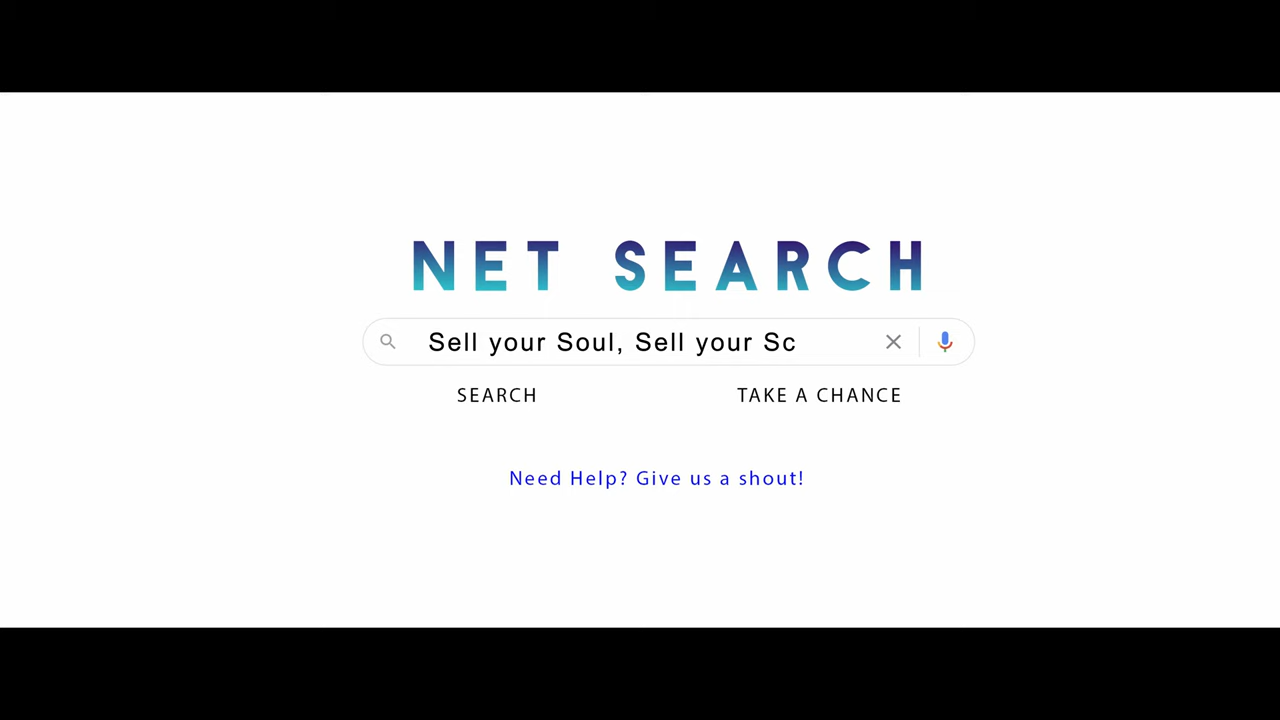 NET SEARCH
Sell your Soul, Sell your Sc
SEARCH
TAKE A CHANCE
Need Help? Give us a shout!